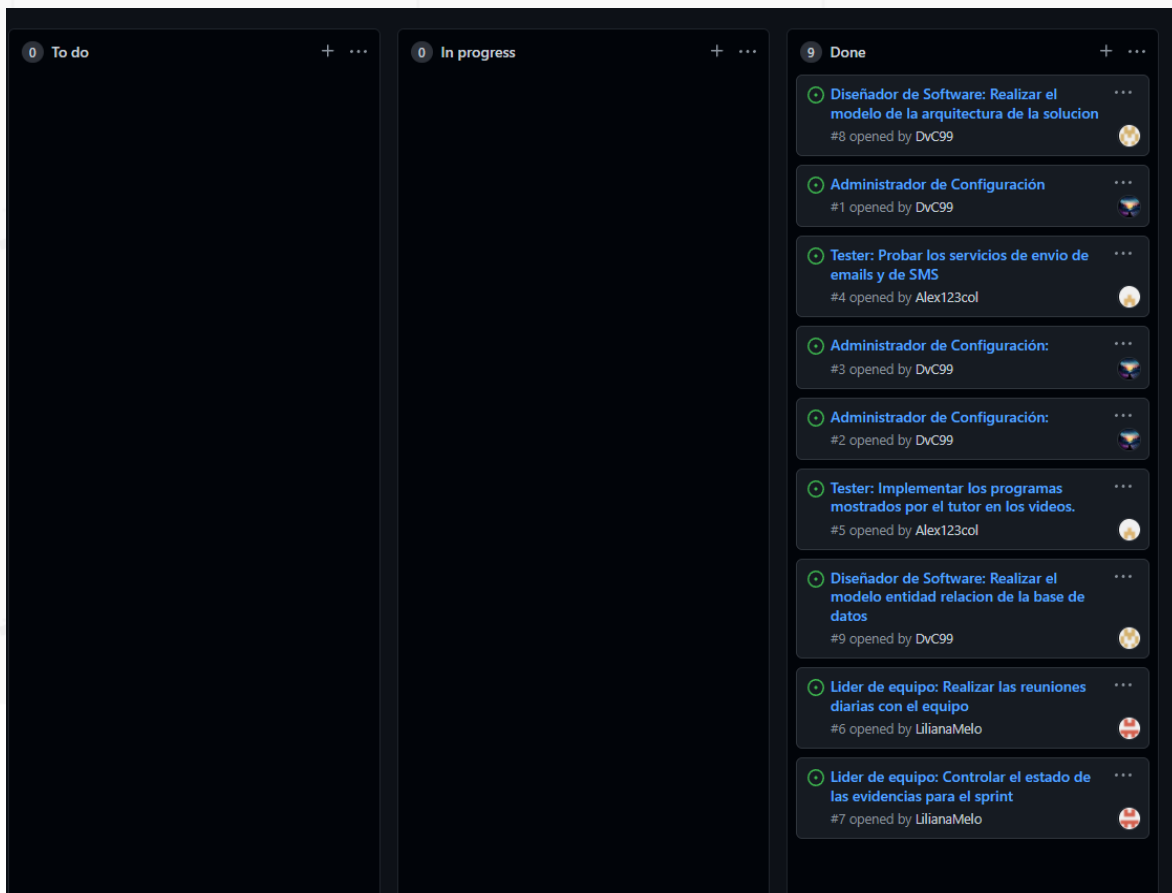 0 To do + ...
0 In progress + ...
9 Done + ...
Diseñador de Software: Realizar el ...
modelo de la arquitectura de la solucion
#8 opened by DvC99
Administrador de Configuración ...
#1 opened by DvC99
Tester: Probar los servicios de envio de ...
emails y de SMS
#4 opened by Alex123col
Administrador de Configuración: ...
#3 opened by DvC99
Administrador de Configuración: ...
#2 opened by DvC99
Tester: Implementar los programas ...
mostrados por el tutor en los videos.
#5 opened by Alex123col
Diseñador de Software: Realizar el ...
modelo entidad relacion de la base de
datos
#9 opened by DvC99
Lider de equipo: Realizar las reuniones ...
diarias con el equipo
#6 opened by LilianaMelo
Lider de equipo: Controlar el estado de ...
las evidencias para el sprint
#7 opened by LilianaMelo